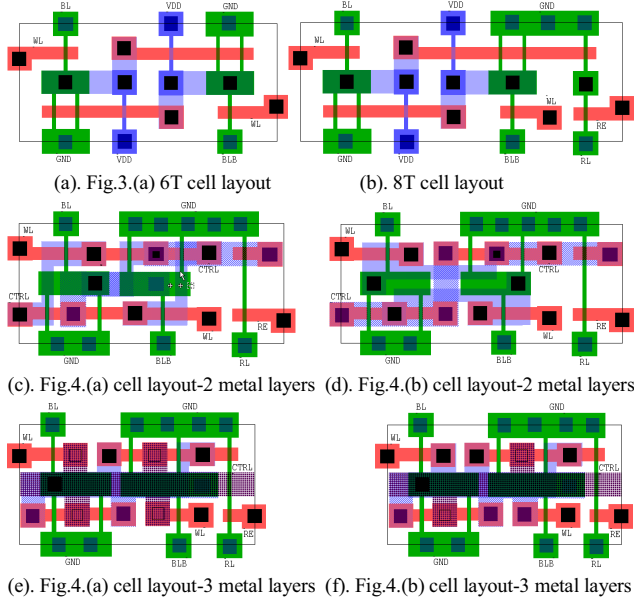 BL VDD GND
WL
WL
GND VDD BLB
(a). Fig.3.(a) 6T cell layout
BL VDD GND
WL
WL
RE
GND VDD BLB RL
(b). 8T cell layout
BL GND
WL
CTRL
CTRL
WL RE
GND BLB RL
(c). Fig.4.(a) cell layout-2 metal layers
BL GND
WL
CTRL
CTRL
WL RE
GND BLB RL
(d). Fig.4.(b) cell layout-2 metal layers
BL GND
WL
CTRL
WL RE
GND BLB RL
(e). Fig.4.(a) cell layout-3 metal layers
BL GND
WL
CTRL
WL RE
GND BLB RL
(f). Fig.4.(b) cell layout-3 metal layers